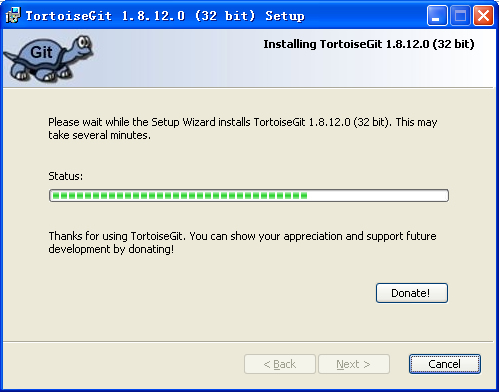 TortoiseGit 1.8.12.0 (32 bit) Setup
Git
Installing TortoiseGit 1.8.12.0 (32 bit)
Please wait while the Setup Wizard installs TortoiseGit 1.8.12.0 (32 bit). This may
take several minutes.
Status:
Thanks for using TortoiseGit. You can show your appreciation and support future
development by donating!
Donate!
< Back
Next >
Cancel